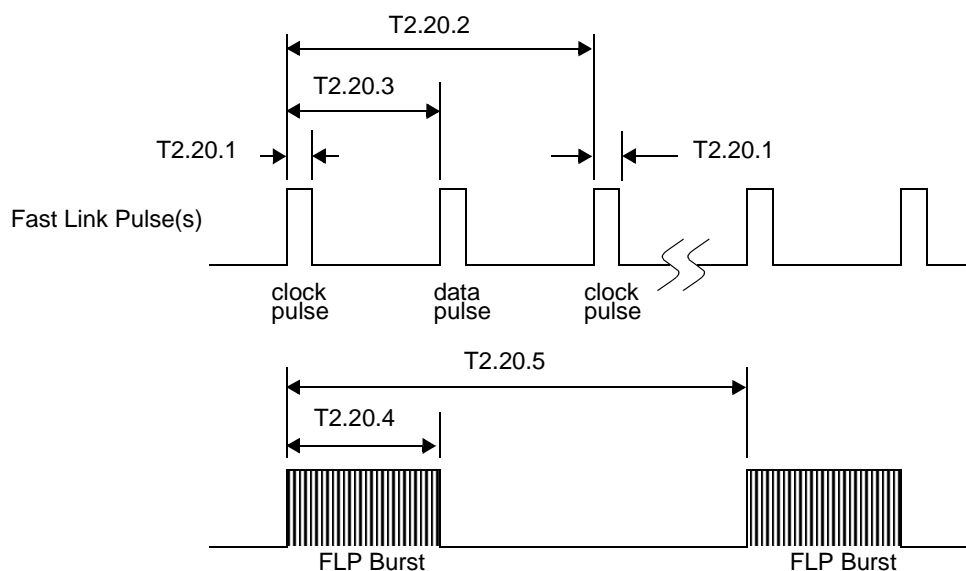 T2.20.2
T2.20.3
T2.20.1
T2.20.1
Fast Link Pulse(s)
clock
pulse
data
pulse
clock
pulse
T2.20.5
T2.20.4
FLP Burst
FLP Burst